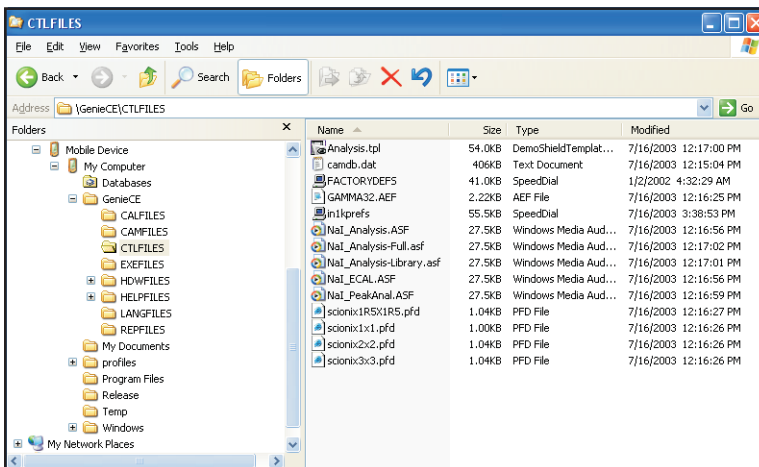 CTLFILES
File Edit View Favorites Tools Help
Back Search Folders
Address \GenieCE\CTLFILES Go
Folders x
Mobile Device
My Computer
Databases
GenieCE
CALFILES
CAMFILES
CTLFILES
EXEFILES
HDWFILES
HELPFILES
LANGFILES
REPFILES
My Documents
profiles
Program Files
Release
Temp
Windows
My Network Places
Name Size Type Modified
Analysis.tpl 54.0KB DemoShieldTemplat... 7/16/2003 12:17:00 PM
camdb.dat 406KB Text Document 7/16/2003 12:15:04 PM
FACTORYDEFS 41.0KB SpeedDial 1/2/2002 4:32:29 AM
GAMMA32.AEF 2.22KB AEF File 7/16/2003 12:16:25 PM
in1kprefs 55.5KB SpeedDial 7/16/2003 3:38:53 PM
NaI_Analysis.ASF 27.5KB Windows Media Aud... 7/16/2003 12:16:56 PM
NaI_Analysis-Full.asf 27.5KB Windows Media Aud... 7/16/2003 12:17:02 PM
NaI_Analysis-Library.asf 27.5KB Windows Media Aud... 7/16/2003 12:17:01 PM
NaI_ECAL.ASF 27.5KB Windows Media Aud... 7/16/2003 12:16:56 PM
NaI_PeakAnal.ASF 27.5KB Windows Media Aud... 7/16/2003 12:16:59 PM
scionix1R5X1R5.pfd 1.04KB PFD File 7/16/2003 12:16:27 PM
scionix1x1.pfd 1.00KB PFD File 7/16/2003 12:16:26 PM
scionix2x2.pfd 1.04KB PFD File 7/16/2003 12:16:26 PM
scionix3x3.pfd 1.04KB PFD File 7/16/2003 12:16:26 PM